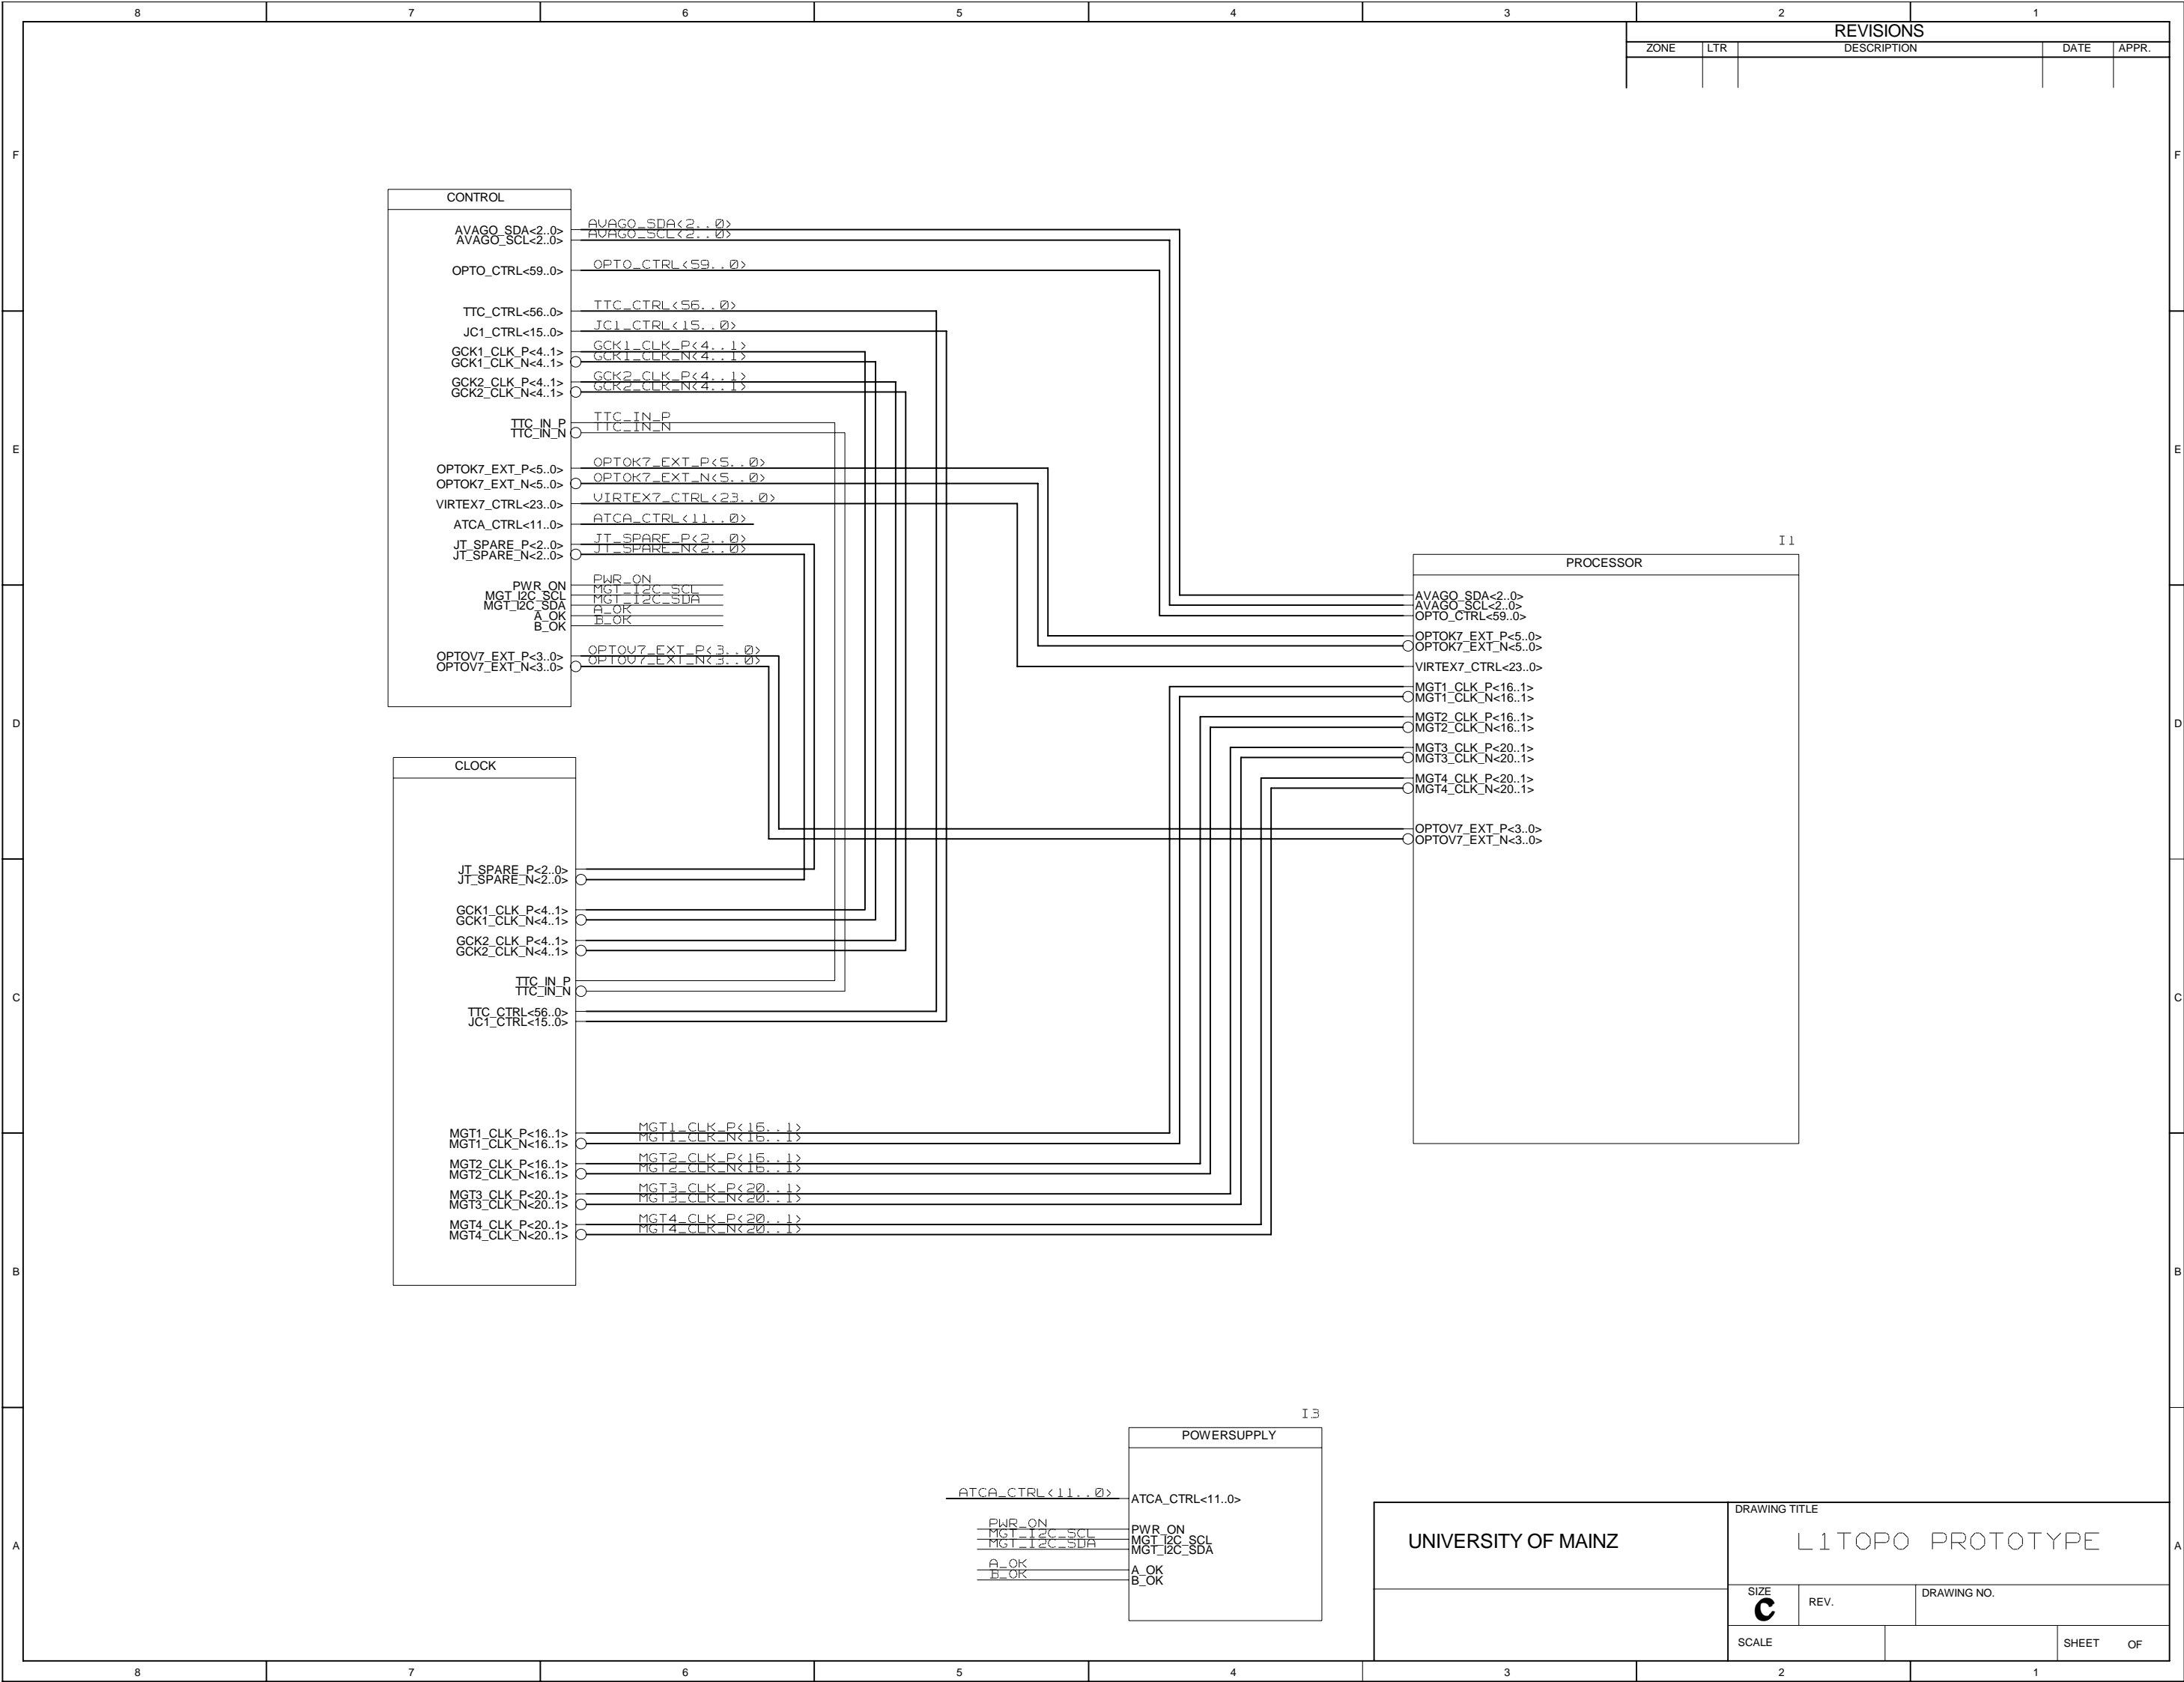 8 7 6 5 4 3 2 1
REVISIONS
ZONE LTR DESCRIPTION DATE APPR.
F F
CONTROL
AVAGO_SDA<2..0> AVAGO_SDA<2..0>
AVAGO_SCL<2..0> AVAGO_SCL<2..0>
OPTO_CTRL<59..0> OPTO_CTRL<59..0>
TTC_CTRL<56..0> TTC_CTRL<56..0>
JC1_CTRL<15..0> JC1_CTRL<15..0>
GCK1_CLK_P<4..1> GCK1_CLK_P<4..1>
GCK1_CLK_N<4..1> GCK1_CLK_N<4..1>
GCK2_CLK_P<4..1> GCK2_CLK_P<4..1>
GCK2_CLK_N<4..1> GCK2_CLK_N<4..1>
TTC_IN_P TTC_IN_P
TTC_IN_N TTC_IN_N
E E
OPTOK7_EXT_P<5..0> OPTOK7_EXT_P<5..0>
OPTOK7_EXT_N<5..0> OPTOK7_EXT_N<5..0>
VIRTEX7_CTRL<23..0> VIRTEX7_CTRL<23..0>
ATCA_CTRL<11..0> ATCA_CTRL<11..0>
JT_SPARE_P<2..0> JT_SPARE_P<2..0>
JT_SPARE_N<2..0> JT_SPARE_N<2..0>
PWR_ON PWR_ON
MGT_I2C_SCL MGT_I2C_SCL
MGT_I2C_SDA MGT_I2C_SDA
A_OK A_OK
B_OK B_OK
OPTOV7_EXT_P<3..0> OPTOV7_EXT_P<3..0>
OPTOV7_EXT_N<3..0> OPTOV7_EXT_N<3..0>
I1
PROCESSOR
AVAGO_SDA<2..0>
AVAGO_SCL<2..0>
OPTO_CTRL<59..0>
OPTOK7_EXT_P<5..0>
OPTOK7_EXT_N<5..0>
VIRTEX7_CTRL<23..0>
MGT1_CLK_P<16..1>
MGT1_CLK_N<16..1>
MGT2_CLK_P<16..1>
MGT2_CLK_N<16..1>
MGT3_CLK_P<20..1>
MGT3_CLK_N<20..1>
MGT4_CLK_P<20..1>
MGT4_CLK_N<20..1>
OPTOV7_EXT_P<3..0>
OPTOV7_EXT_N<3..0>
D D
CLOCK
JT_SPARE_P<2..0>
JT_SPARE_N<2..0>
GCK1_CLK_P<4..1>
GCK1_CLK_N<4..1>
GCK2_CLK_P<4..1>
GCK2_CLK_N<4..1>
TTC_IN_P
TTC_IN_N
C C
TTC_CTRL<56..0>
JC1_CTRL<15..0>
MGT1_CLK_P<16..1> MGT1_CLK_P<16..1>
MGT1_CLK_N<16..1> MGT1_CLK_N<16..1>
MGT2_CLK_P<16..1> MGT2_CLK_P<16..1>
MGT2_CLK_N<16..1> MGT2_CLK_N<16..1>
MGT3_CLK_P<20..1> MGT3_CLK_P<20..1>
MGT3_CLK_N<20..1> MGT3_CLK_N<20..1>
MGT4_CLK_P<20..1> MGT4_CLK_P<20..1>
MGT4_CLK_N<20..1> MGT4_CLK_N<20..1>
B B
I3
POWERSUPPLY
ATCA_CTRL<11..0> ATCA_CTRL<11..0>
PWR_ON PWR_ON
MGT_I2C_SCL MGT_I2C_SCL
MGT_I2C_SDA MGT_I2C_SDA
A_OK A_OK
B_OK B_OK
A A
UNIVERSITY OF MAINZ
DRAWING TITLE
L1TOPO PROTOTYPE
SIZE
C
REV.
DRAWING NO.
SCALE
SHEET OF
8 7 6 5 4 3 2 1